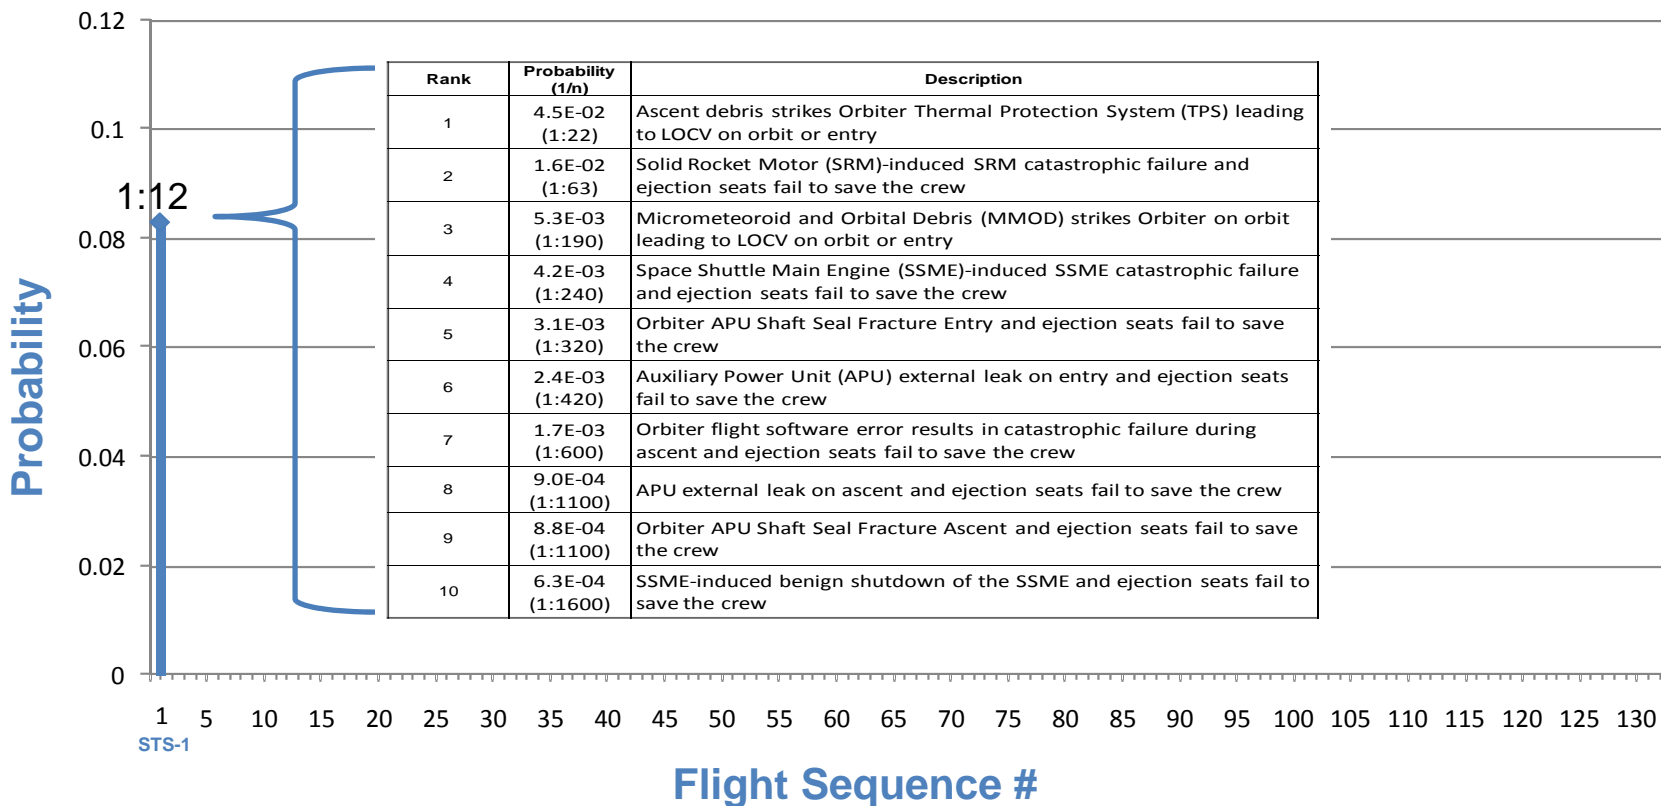 0.12
0.1
0.08
0.06
0.04
0.02
0
Probability
1:12
Rank Probability (1/n) Description
1 4.5E-02 (1:22) Ascent debris strikes Orbiter Thermal Protection System (TPS) leading
to LOCV on orbit or entry
2 1.6E-02 (1:63) Solid Rocket Motor (SRM)-induced SRM catastrophic failure and
ejection seats fail to save the crew
3 5.3E-03 (1:190) Micrometeoroid and Orbital Debris (MMOD) strikes Orbiter on orbit
leading to LOCV on orbit or entry
4 4.2E-03 (1:240) Space Shuttle Main Engine (SSME)-induced SSME catastrophic failure
and ejection seats fail to save the crew
5 3.1E-03 (1:320) Orbiter APU Shaft Seal Fracture Entry and ejection seats fail to save
the crew
6 2.4E-03 (1:420) Auxiliary Power Unit (APU) external leak on entry and ejection seats
fail to save the crew
7 1.7E-03 (1:600) Orbiter flight software error results in catastrophic failure during
ascent and ejection seats fail to save the crew
8 9.0E-04 (1:1100) APU external leak on ascent and ejection seats fail to save the crew
9 8.8E-04 (1:1100) Orbiter APU Shaft Seal Fracture Ascent and ejection seats fail to save
the crew
10 6.3E-04 (1:1600) SSME-induced benign shutdown of the SSME and ejection seats fail to
save the crew
1 5 10 15 20 25 30 35 40 45 50 55 60 65 70 75 80 85 90 95 100 105 110 115 120 125 130
STS-1
Flight Sequence #